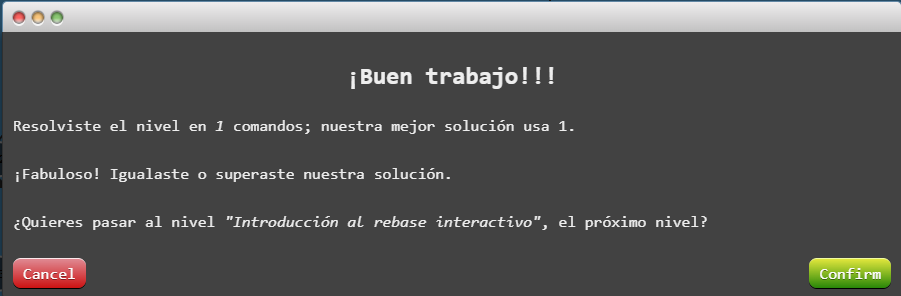 ¡Buen trabajo!!!
Resolviste el nivel en 1 comandos; nuestra mejor solución usa 1.
¡Fabuloso! Igualaste o superaste nuestra solución.
¿Quieres pasar al nivel "Introducción al rebase interactivo", el próximo nivel?
Cancel
Confirm